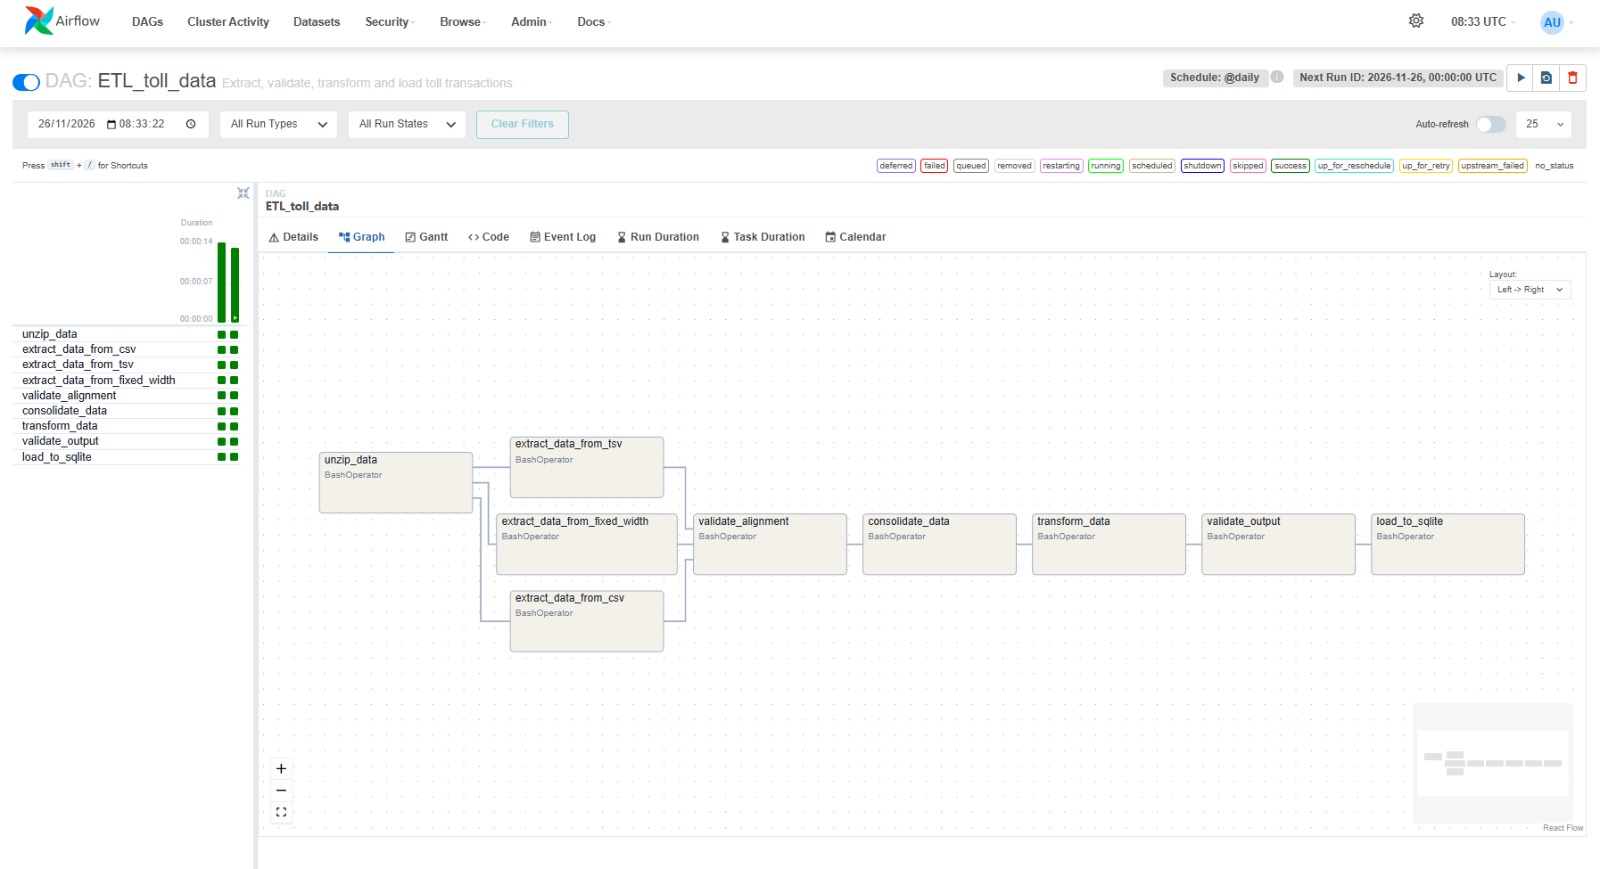 Airflow DAGs Cluster Activity Datasets Security Browse Admin Docs 08:33 UTC AU
DAG: ETL_toll_data Extract, validate, transform and load toll transactions Schedule: @daily i Next Run ID: 2026-11-26, 00:00:00 UTC
26/11/2026 08:33:22 All Run Types All Run States Clear Filters Auto-refresh 25
Press shift + / for Shortcuts deferred failed queued removed restarting running scheduled shutdown skipped success up_for_reschedule up_for_retry upstream_failed no_status
DAG
ETL_toll_data
Duration
00:00:14
00:00:07
00:00:00
unzip_data
extract_data_from_csv
extract_data_from_tsv
extract_data_from_fixed_width
validate_alignment
consolidate_data
transform_data
validate_output
load_to_sqlite
Details Graph Gantt Code Event Log Run Duration Task Duration Calendar
Layout:
Left -> Right
unzip_data
BashOperator
extract_data_from_tsv
BashOperator
extract_data_from_fixed_width
BashOperator
extract_data_from_csv
BashOperator
validate_alignment
BashOperator
consolidate_data
BashOperator
transform_data
BashOperator
validate_output
BashOperator
load_to_sqlite
BashOperator
React Flow